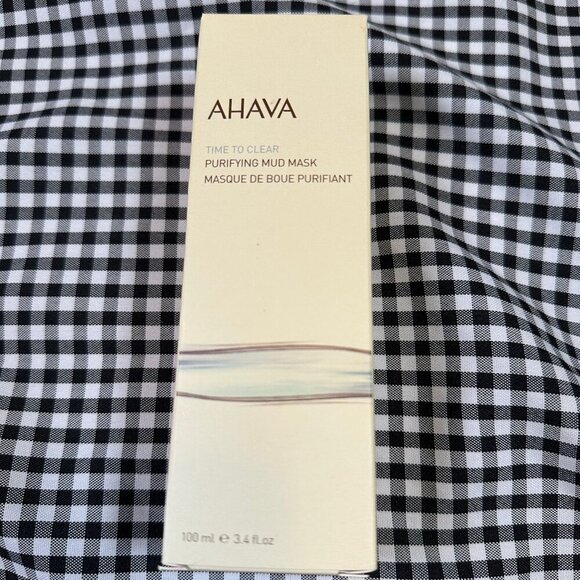 AHAVA
TIME TO CLEAR
PURIFYING MUD MASK
MASQUE DE BOUE PURIFIANT
100 ml ℮ 3.4 fl.oz